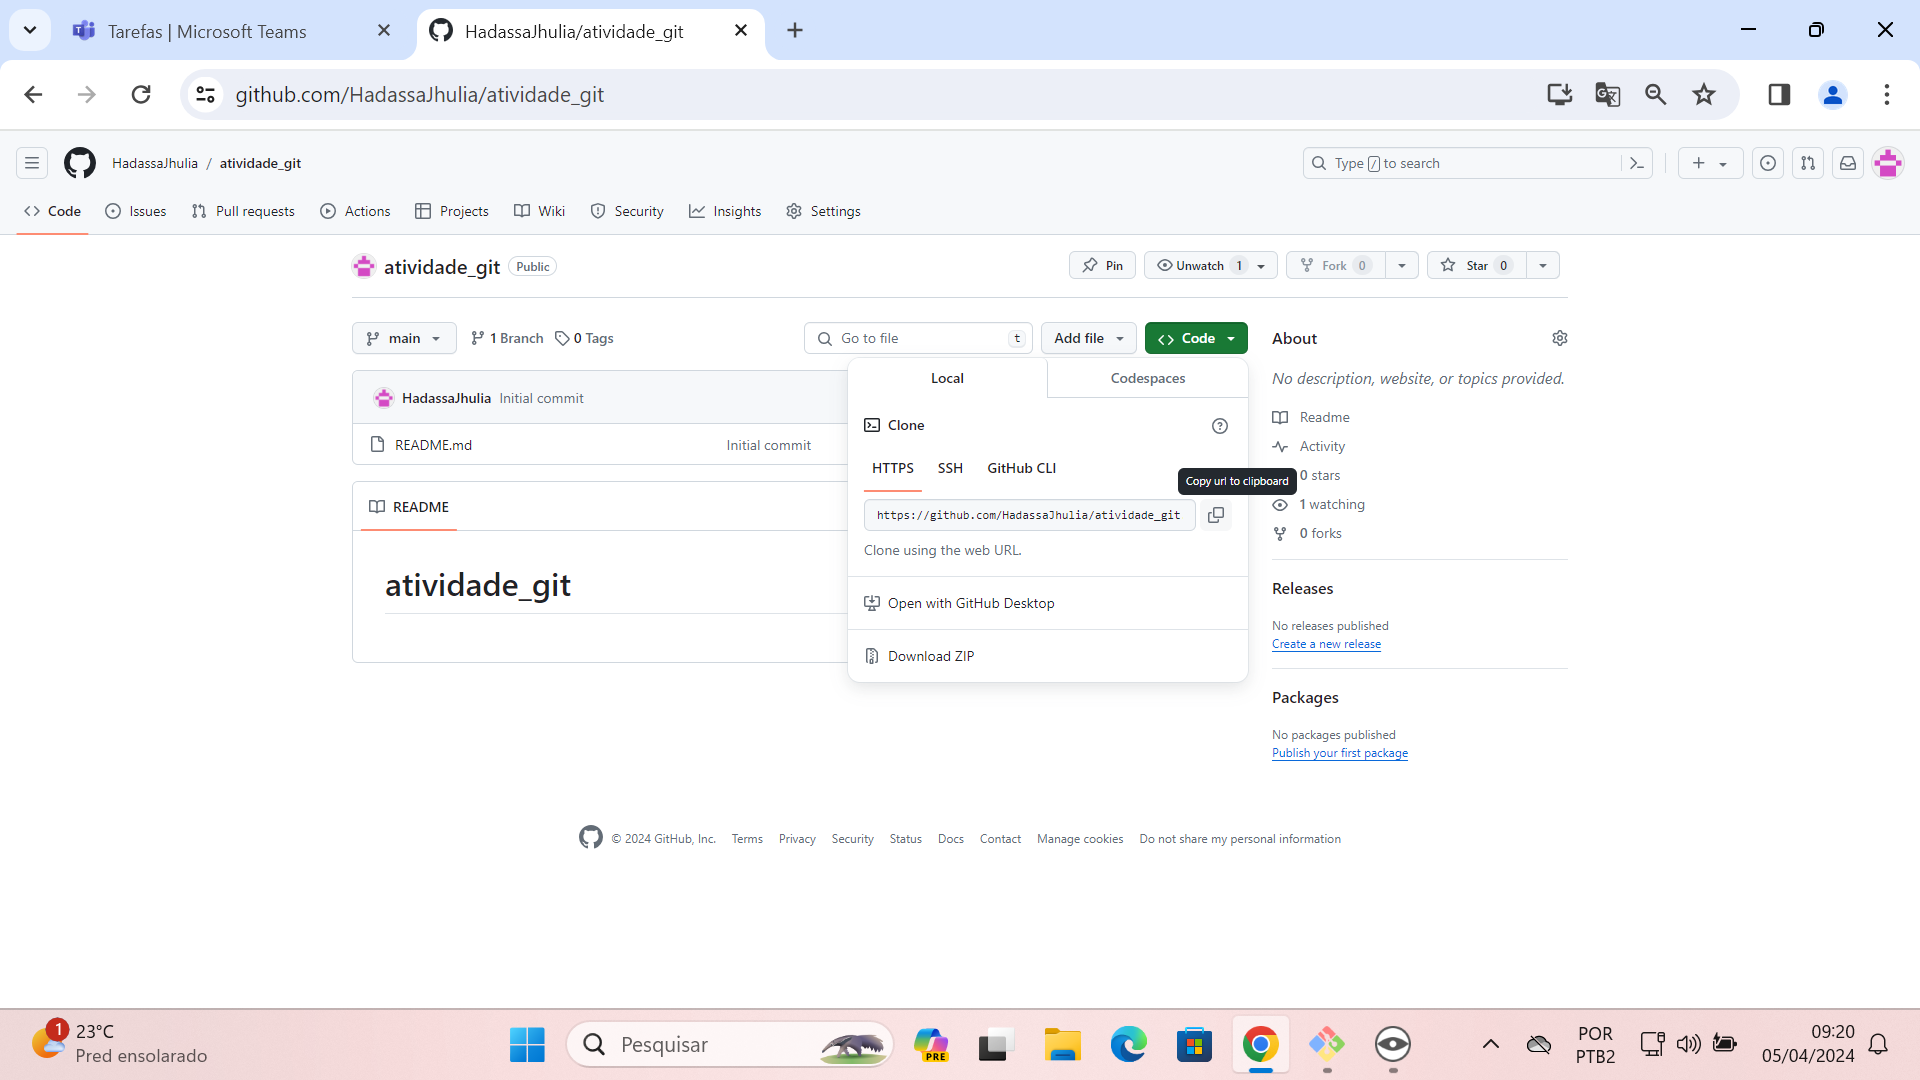 Tarefas | Microsoft Teams
HadassaJhulia/atividade_git
github.com/HadassaJhulia/atividade_git
HadassaJhulia / atividade_git
Type / to search
Code
Issues
Pull requests
Actions
Projects
Wiki
Security
Insights
Settings
atividade_git Public
Pin
Unwatch 1
Fork 0
Star 0
main
1 Branch
0 Tags
Go to file t
Add file
Code
About
Local
Codespaces
No description, website, or topics provided.
HadassaJhulia Initial commit
Clone
Readme
README.md
Initial commit
Activity
HTTPS
SSH
GitHub CLI
Copy url to clipboard
0 stars
README
https://github.com/HadassaJhulia/atividade_git
1 watching
Clone using the web URL.
0 forks
atividade_git
Open with GitHub Desktop
Releases
No releases published
Create a new release
Download ZIP
Packages
No packages published
Publish your first package
© 2024 GitHub, Inc.
Terms
Privacy
Security
Status
Docs
Contact
Manage cookies
Do not share my personal information
1
23°C
Pred ensolarado
Pesquisar
PRE
POR
PTB2
09:20
05/04/2024